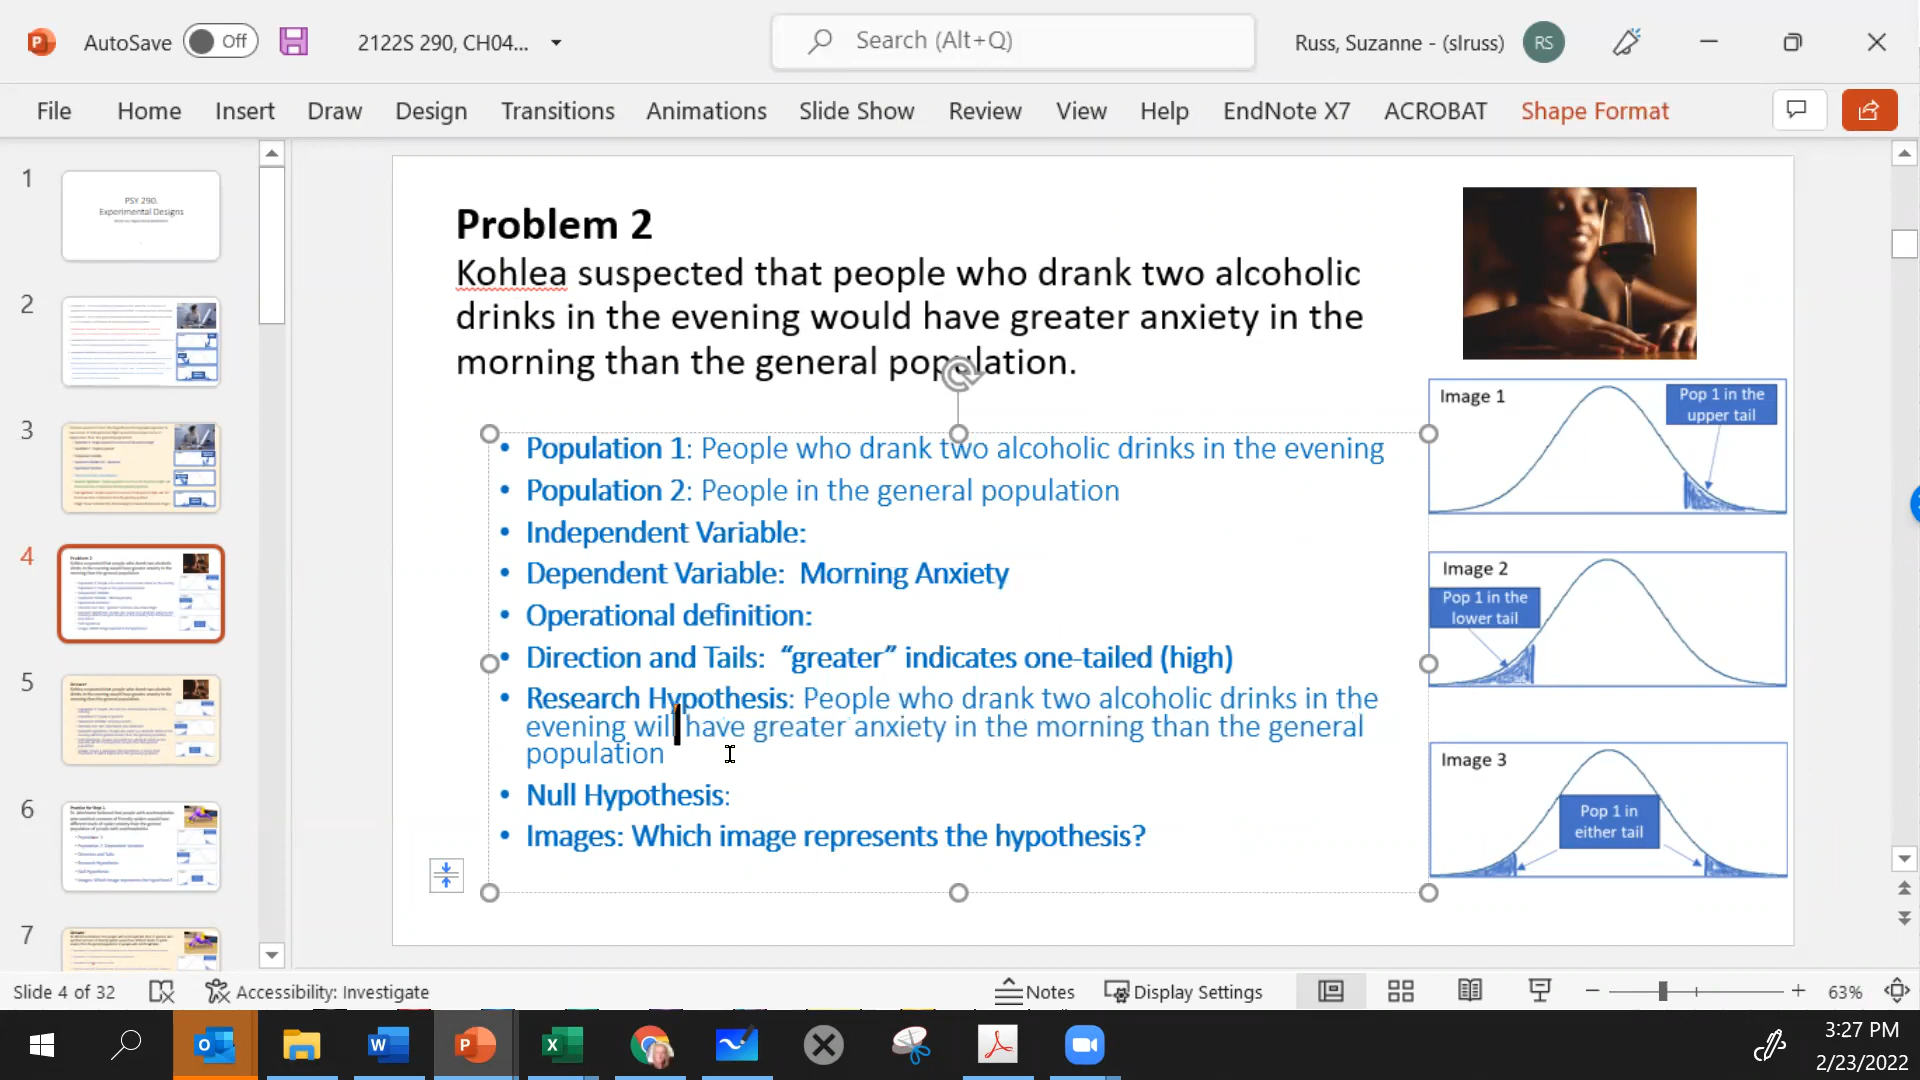 AutoSave
Off
2122S 290, CH04...
Search (Alt+Q)
Russ, Suzanne - (slruss)
RS
File
Home
Insert
Draw
Design
Transitions
Animations
Slide Show
Review
View
Help
EndNote X7
ACROBAT
Shape Format
1
PSY 290.
Experimental Designs
2
3
4
5
6
7
Problem 2
Kohlea suspected that people who drank two alcoholic
drinks in the evening would have greater anxiety in the
morning than the general population.
• Population 1: People who drank two alcoholic drinks in the evening
• Population 2: People in the general population
• Independent Variable:
• Dependent Variable: Morning Anxiety
• Operational definition:
• Direction and Tails: “greater” indicates one-tailed (high)
• Research Hypothesis: People who drank two alcoholic drinks in the
evening will have greater anxiety in the morning than the general
population
• Null Hypothesis:
• Images: Which image represents the hypothesis?
Image 1
Pop 1 in the
upper tail
Image 2
Pop 1 in the
lower tail
Image 3
Pop 1 in
either tail
Slide 4 of 32
Accessibility: Investigate
Notes
Display Settings
63%
3:27 PM
2/23/2022